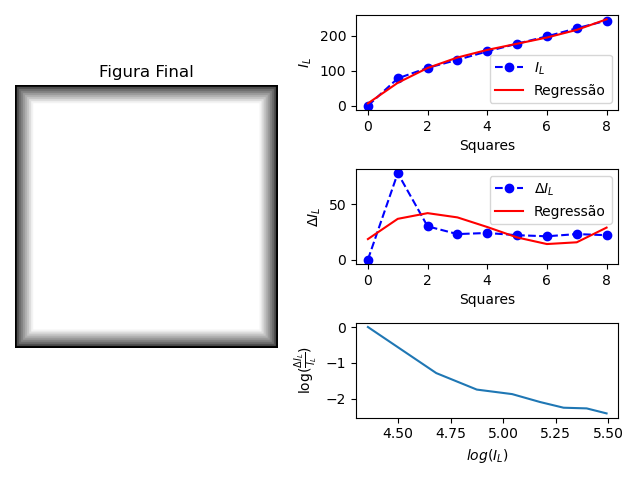 Figura Final
200
100
0
I_L
I_L
Regressão
0 2 4 6 8
Squares
50
0
ΔI_L
ΔI_L
Regressão
0 2 4 6 8
Squares
0
−1
−2
log(ΔI_L/I_L)
4.50 4.75 5.00 5.25 5.50
log(I_L)